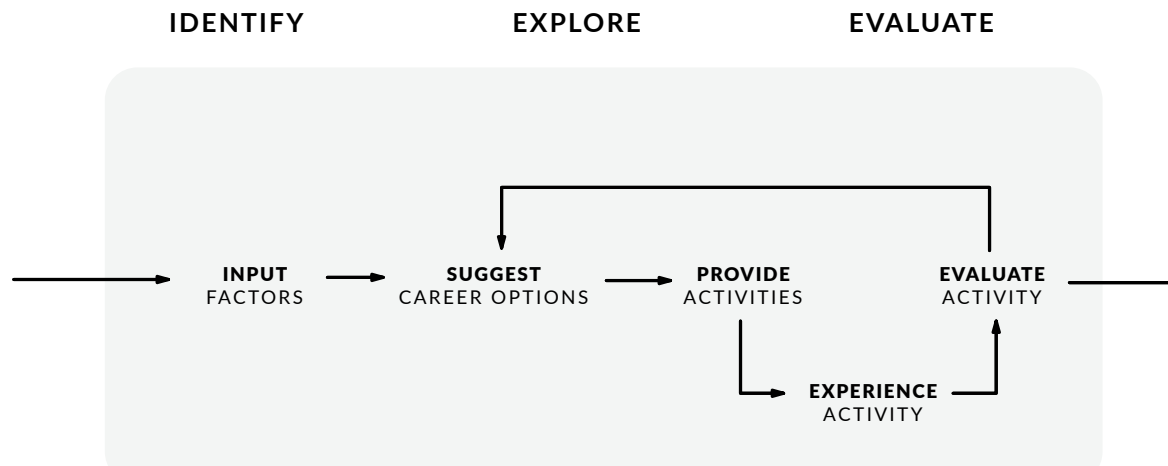 IDENTIFY
EXPLORE
EVALUATE
INPUT
FACTORS
SUGGEST
CAREER OPTIONS
PROVIDE
ACTIVITIES
EVALUATE
ACTIVITY
EXPERIENCE
ACTIVITY